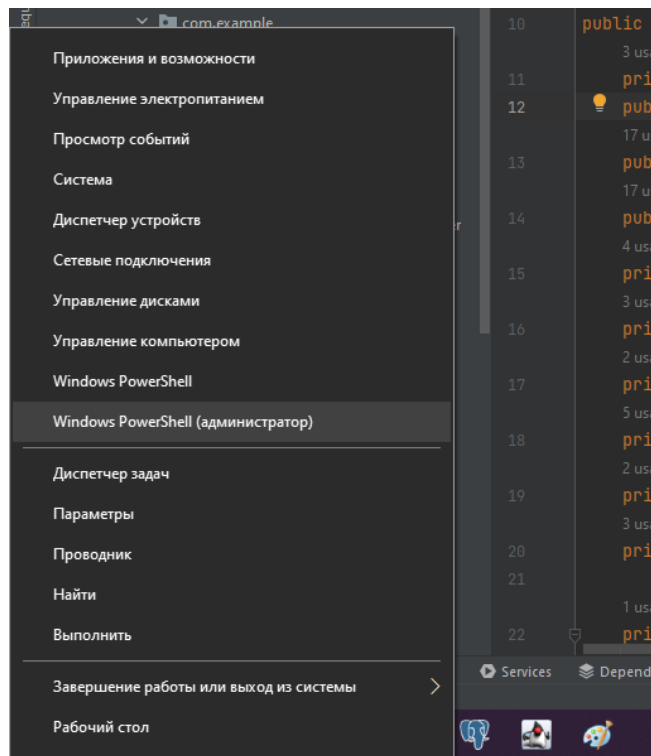 com.example
Приложения и возможности
Управление электропитанием
Просмотр событий
Система
Диспетчер устройств
Сетевые подключения
Управление дисками
Управление компьютером
Windows PowerShell
Windows PowerShell (администратор)
Диспетчер задач
Параметры
Проводник
Найти
Выполнить
Завершение работы или выход из системы
Рабочий стол
er
10 public
3 usa
11 pri
12 pub
17 u
13 pub
17 u
14 pub
4 usa
15 pri
3 usa
16 pri
2 usa
17 pri
5 usa
18 pri
2 usa
19 pri
3 usa
20 pri
21
1 usa
22 pri
Services
Depend